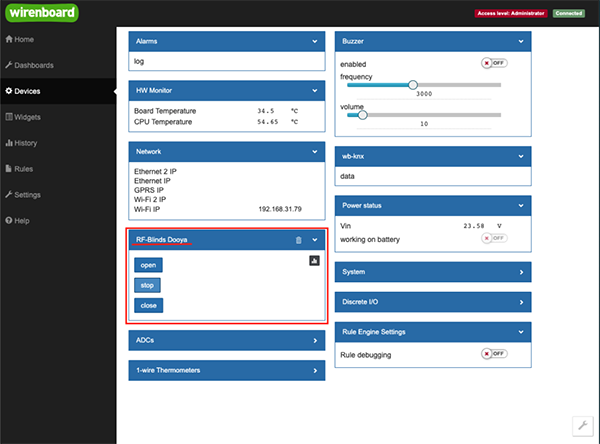 wirenboard
Access level: Administrator
Connected
Home
Dashboards
Devices
Widgets
History
Rules
Settings
Help
Alarms
log
HW Monitor
Board Temperature 34.5 °C
CPU Temperature 54.65 °C
Network
Ethernet 2 IP
Ethernet IP
GPRS IP
Wi-Fi 2 IP
Wi-Fi IP 192.168.31.79
RF-Blinds Dooya
open
stop
close
ADCs
1-wire Thermometers
Buzzer
enabled OFF
frequency
3000
volume
10
wb-knx
data
Power status
Vin 23.58 V
working on battery OFF
System
Discrete I/O
Rule Engine Settings
Rule debugging OFF